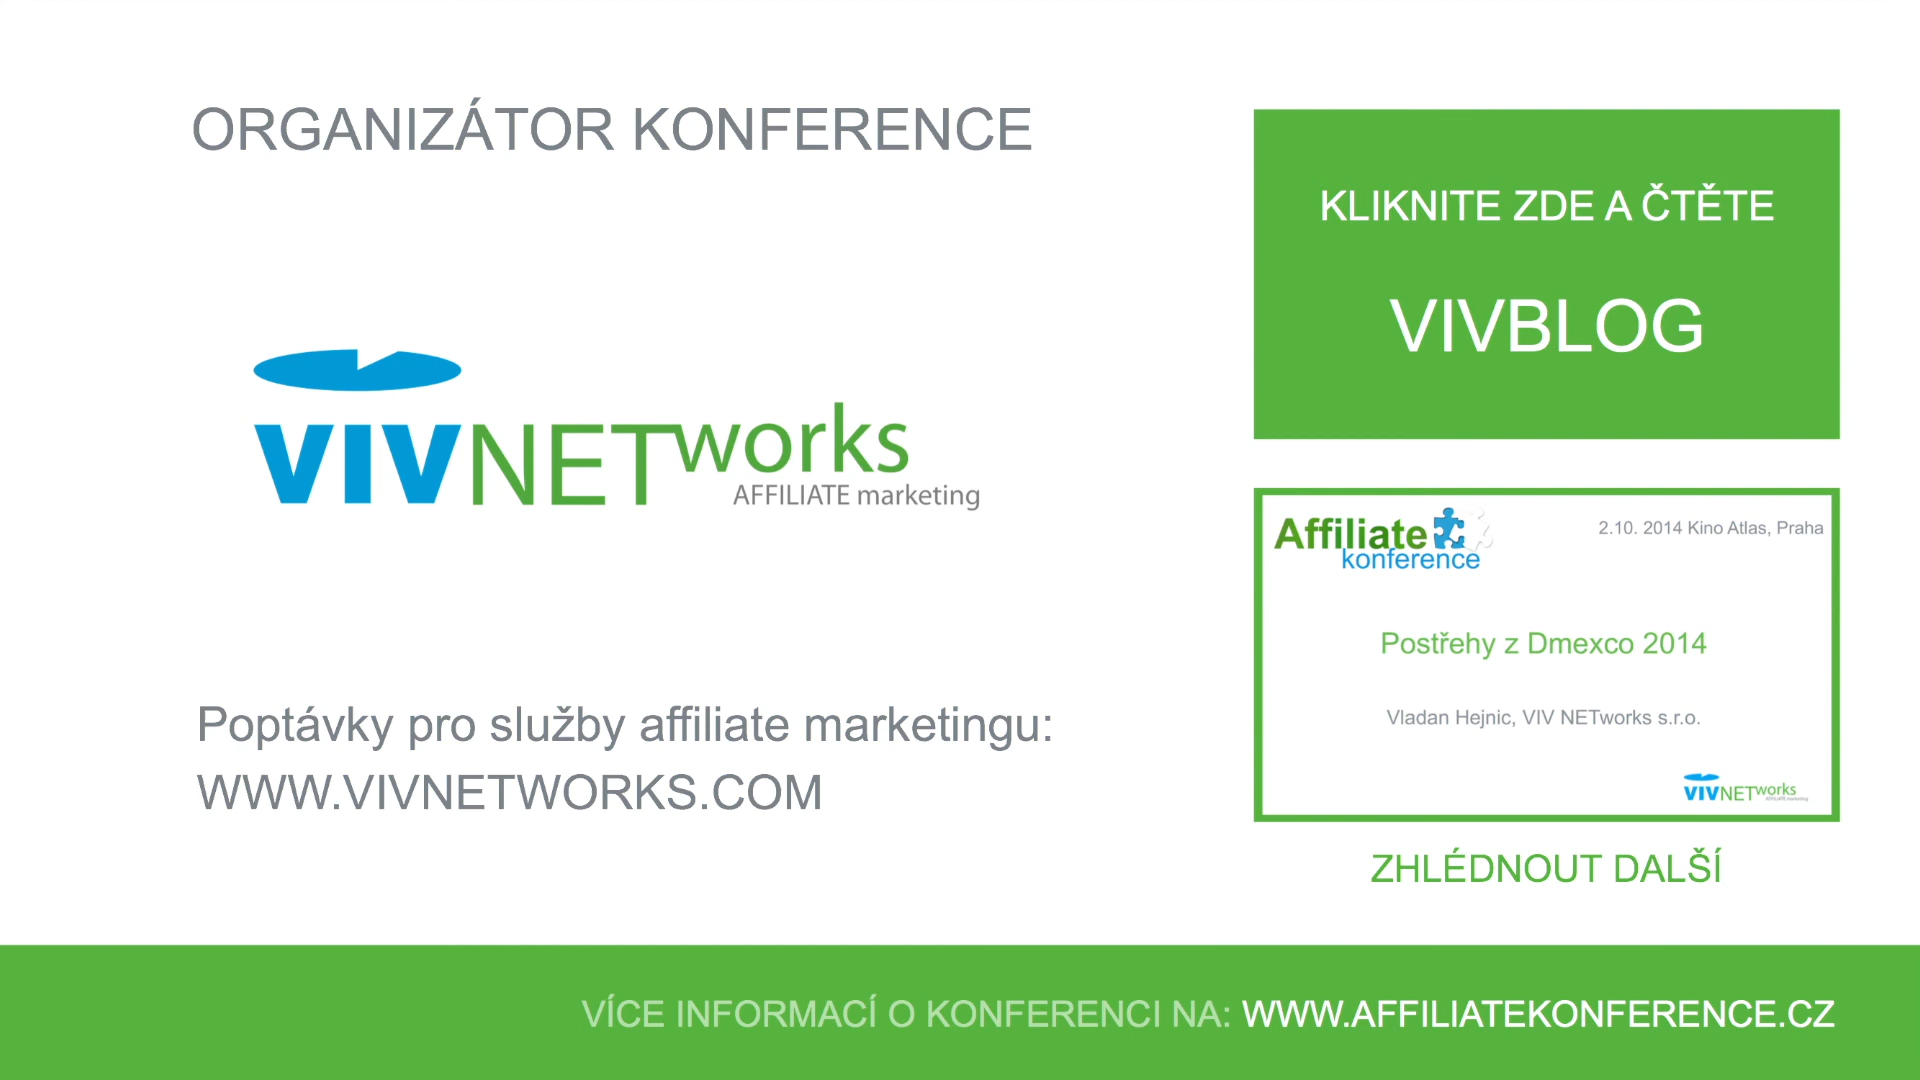 ORGANIZÁTOR KONFERENCE
VIVNETworks
AFFILIATE marketing
Poptávky pro služby affiliate marketingu:
WWW.VIVNETWORKS.COM
KLIKNITE ZDE A ČTĚTE
VIVBLOG
Affiliate
konference
2.10. 2014 Kino Atlas, Praha
Postřehy z Dmexco 2014
Vladan Hejnic, VIV NETworks s.r.o.
VIVNETworks
AFFILIATE marketing
ZHLÉDNOUT DALŠÍ
VÍCE INFORMACÍ O KONFERENCI NA: WWW.AFFILIATEKONFERENCE.CZ